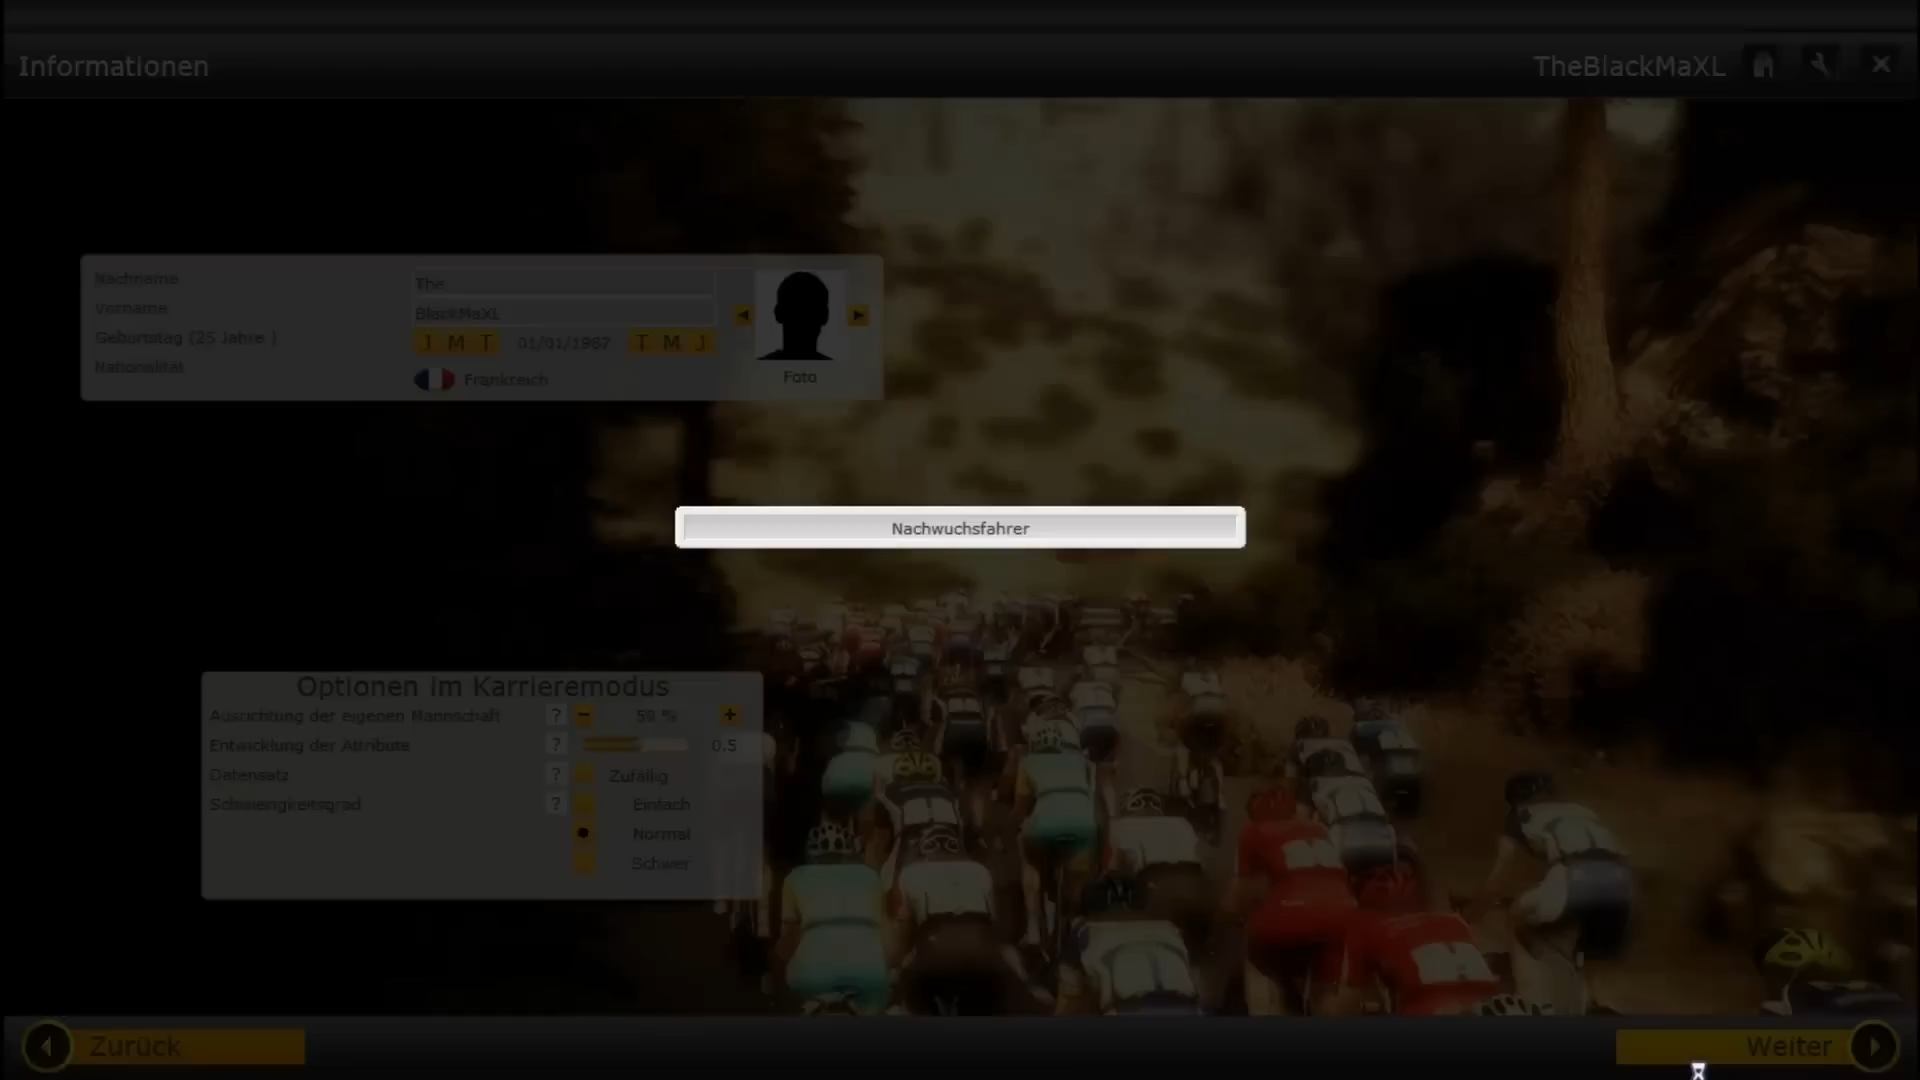 Informationen
TheBlackMaXL
Nachname
The
Vorname
BlackMaXL
Geburtstag (25 Jahre )
J M T 01/01/1987 T M J
Nationalität
Frankreich
Foto
Nachwuchsfahrer
Optionen im Karrieremodus
Ausrichtung der eigenen Mannschaft ? - 50 % +
Entwicklung der Attribute ? 0.5
Datensatz ? Zufällig
Schwierigkeitsgrad ? Einfach
Normal
Schwer
Zurück
Weiter